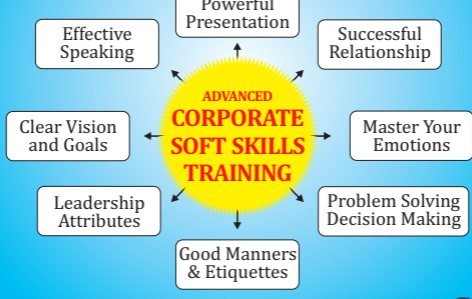 Powerful
Presentation
Effective
Speaking
Successful
Relationship
ADVANCED
CORPORATE
SOFT SKILLS
TRAINING
Clear Vision
and Goals
Master Your
Emotions
Leadership
Attributes
Problem Solving
Decision Making
Good Manners
& Etiquettes